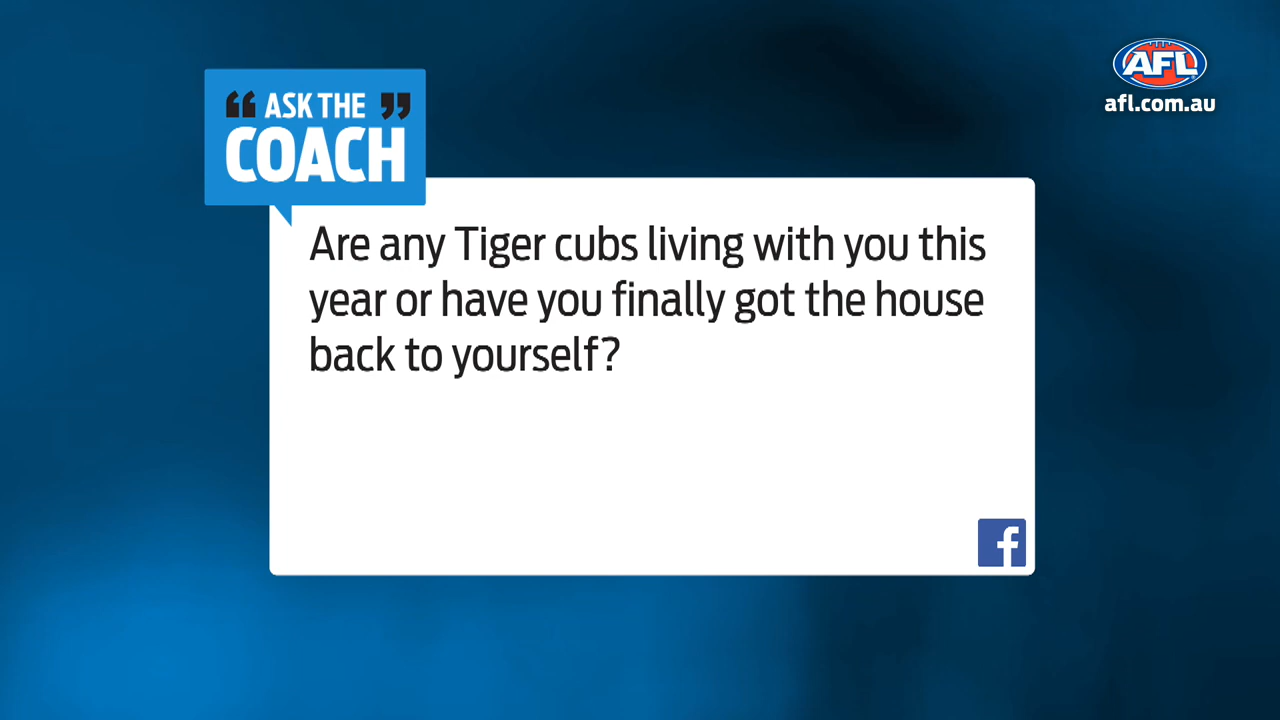 AFL
afl.com.au
“ ASK THE ”
COACH
Are any Tiger cubs living with you this
year or have you finally got the house
back to yourself?
f